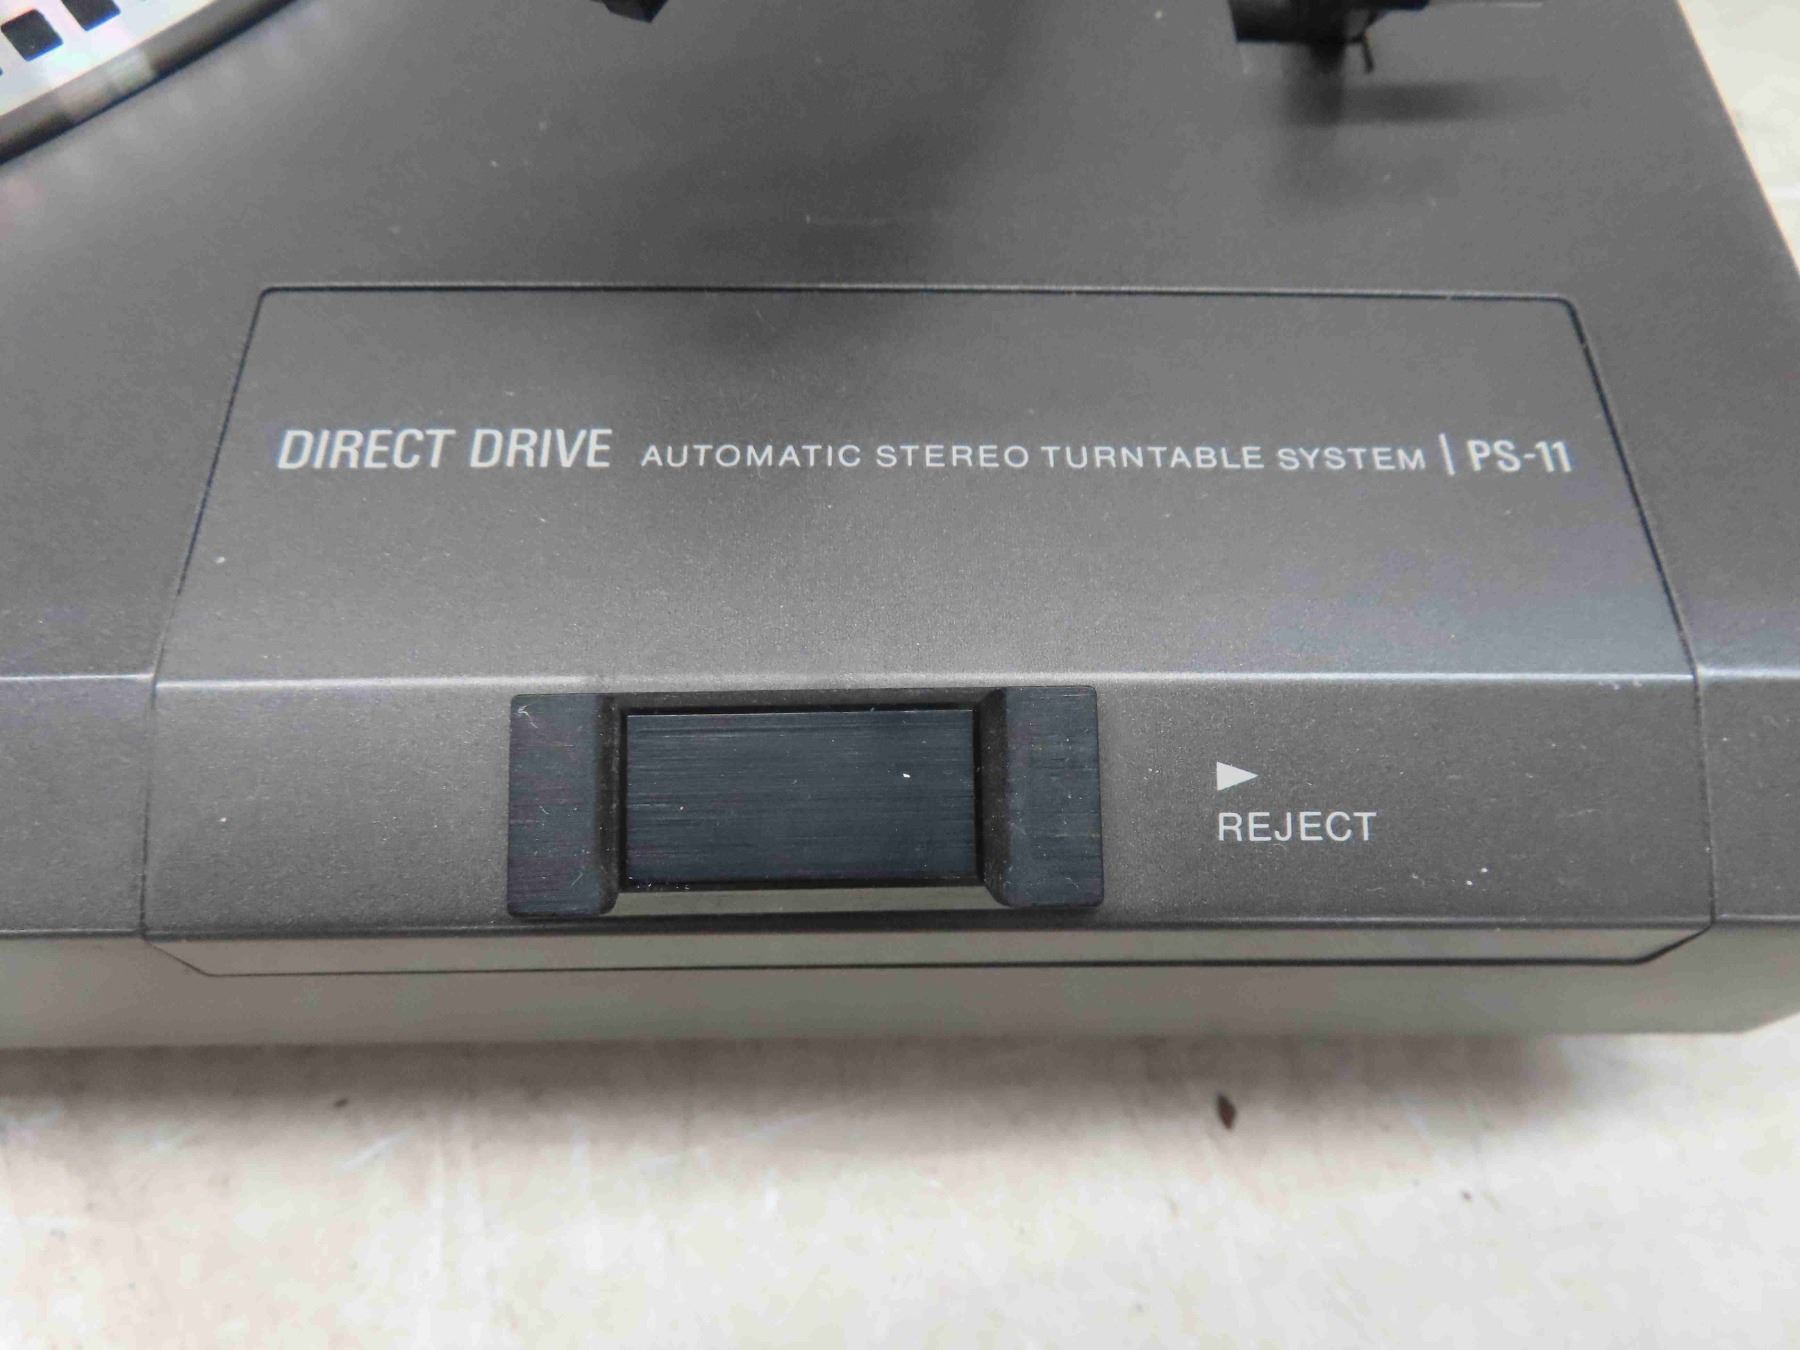 DIRECT DRIVE AUTOMATIC STEREO TURNTABLE SYSTEM | PS-11
REJECT